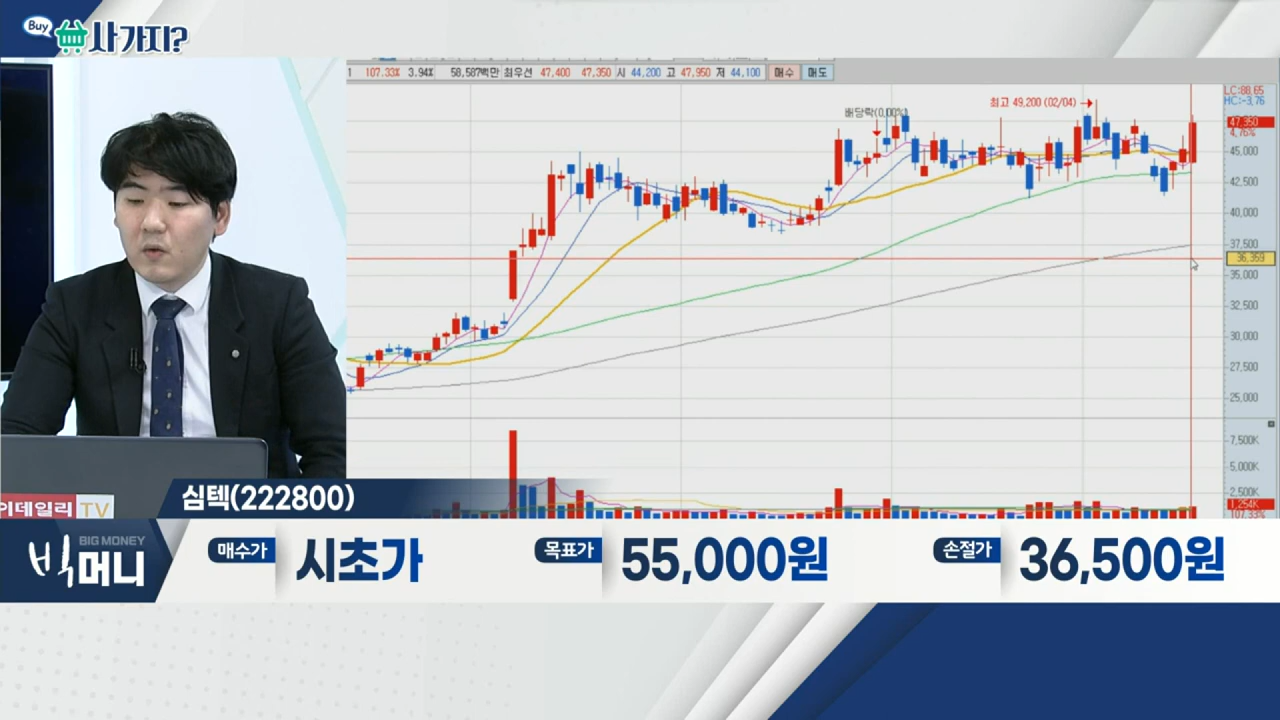 Buy
사가지?
1 107.33% 3.94% 58,587백만 최우선 47,400 47,350 시 44,200 고 47,950 저 44,100 매수 매도
LC:88.65
HC:-3.76
최고 49,200 (02/04)
배당락(0.00%)
47,350
4.76%
45,000
42,500
40,000
37,500
36,359
35,000
32,500
30,000
27,500
25,000
7,500K
5,000K
2,500K
1,254K
107.33%
이데일리 TV
심텍(222800)
BIG MONEY
빅머니
매수가 시초가
목표가 55,000원
손절가 36,500원